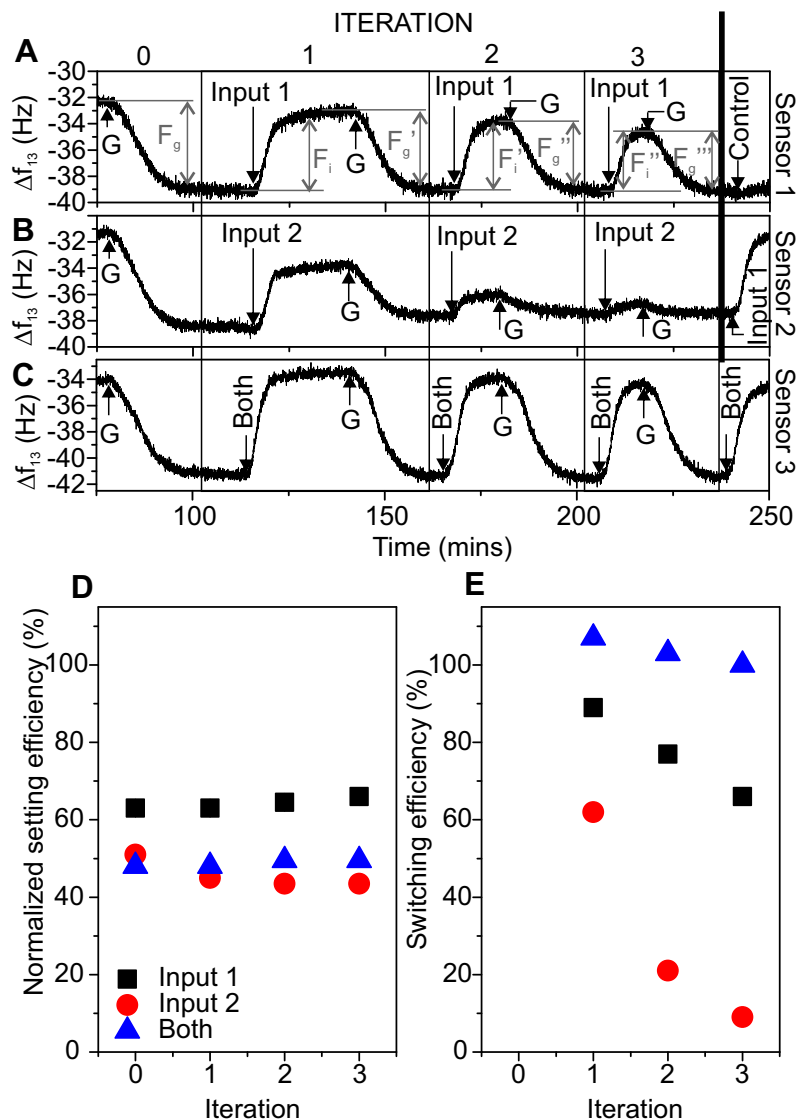 ITERATION
0 1 2 3
A
-30
-32
-34
-36
-38
-40
Δf13 (Hz)
G
Fg
Input 1
Fi
G
Fg'
Input 1
Fi'
G
Fg''
Input 1
Fi''
G
Fg'''
Control
Sensor 1
B
-32
-34
-36
-38
-40
Δf13 (Hz)
G
Input 2
G
Input 2
G
Input 2
G
Input 1
Sensor 2
C
-34
-36
-38
-40
-42
Δf13 (Hz)
G
Both
G
Both
G
Both
G
Both
Sensor 3
100 150 200 250
Time (mins)
D
Normalized setting efficiency (%)
100
80
60
40
20
0
Input 1
Input 2
Both
0 1 2 3
Iteration
E
Switching efficiency (%)
100
80
60
40
20
0
0 1 2 3
Iteration